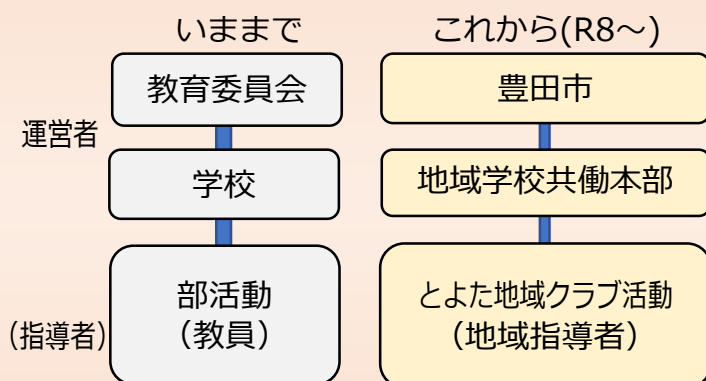 いままで
これから(R8～)
運営者
教育委員会
豊田市
学校
地域学校共働本部
(指導者)
部活動
(教員)
とよた地域クラブ活動
(地域指導者)